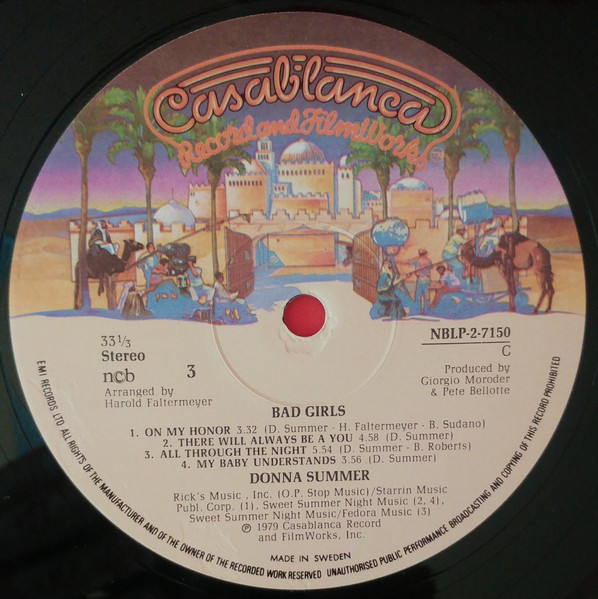 Casablanca
Record and FilmWorks
33 1/3
Stereo
ncb
3
Arranged by
Harold Faltermeyer
NBLP-2-7150
C
Produced by
Giorgio Moroder
& Pete Bellotte
BAD GIRLS
1. ON MY HONOR 3.32 (D. Summer - H. Faltermeyer - B. Sudano)
2. THERE WILL ALWAYS BE A YOU 4.58 (D. Summer)
3. ALL THROUGH THE NIGHT 5.54 (D. Summer - B. Roberts)
4. MY BABY UNDERSTANDS 3.56 (D. Summer)
DONNA SUMMER
Rick's Music, Inc. (O.P. Stop Music)/Starrin Music
Publ. Corp. (1), Sweet Summer Night Music (2, 4),
Sweet Summer Night Music/Fedora Music (3)
℗ 1979 Casablanca Record
and FilmWorks, Inc.
MADE IN SWEDEN
EMI RECORDS LTD ALL RIGHTS OF THE MANUFACTURER AND OF THE OWNER OF THE RECORDED WORK RESERVED UNAUTHORISED PUBLIC PERFORMANCE BROADCASTING AND COPYING OF THIS RECORD PROHIBITED